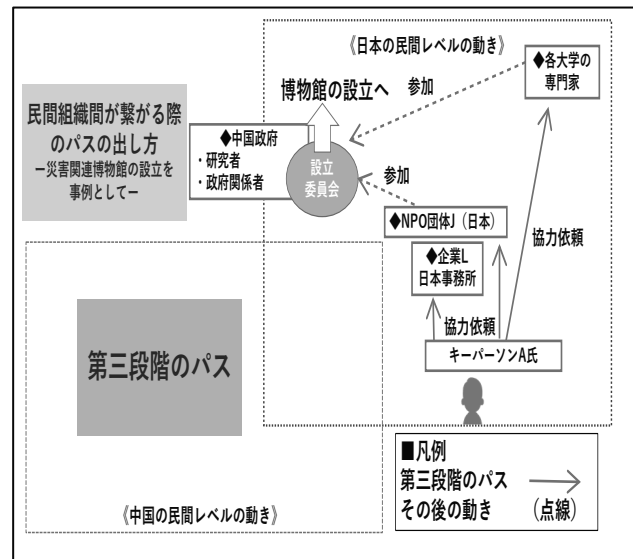 《日本の民間レベルの動き》
◆各大学の
専門家
博物館の設立へ
参加
民間組織間が繋がる際
のパスの出し方
ー災害関連博物館の設立を
事例としてー
◆中国政府
・研究者
・政府関係者
設立
委員会
参加
◆NPO団体J（日本）
◆企業L
日本事務所
協力依頼
協力依頼
キーパーソンA氏
第三段階のパス
■凡例
第三段階のパス
その後の動き （点線）
《中国の民間レベルの動き》